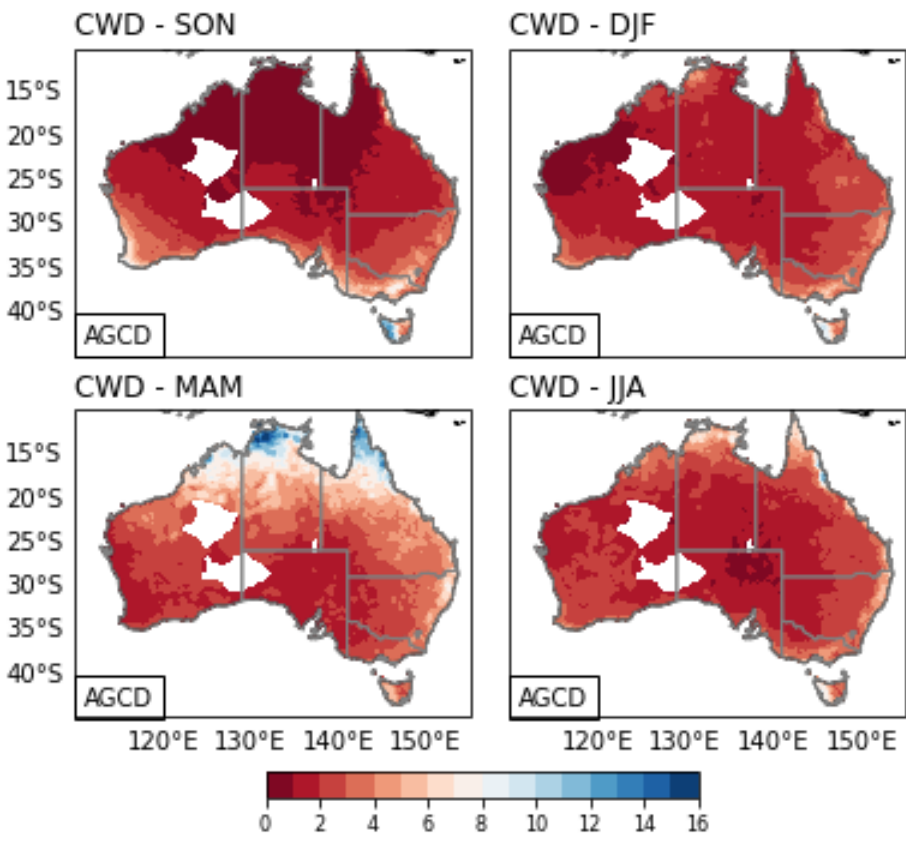 CWD - SON
CWD - DJF
15°S
20°S
25°S
30°S
35°S
40°S
AGCD
AGCD
CWD - MAM
CWD - JJA
15°S
20°S
25°S
30°S
35°S
40°S
AGCD
AGCD
120°E 130°E 140°E 150°E
120°E 130°E 140°E 150°E
0 2 4 6 8 10 12 14 16